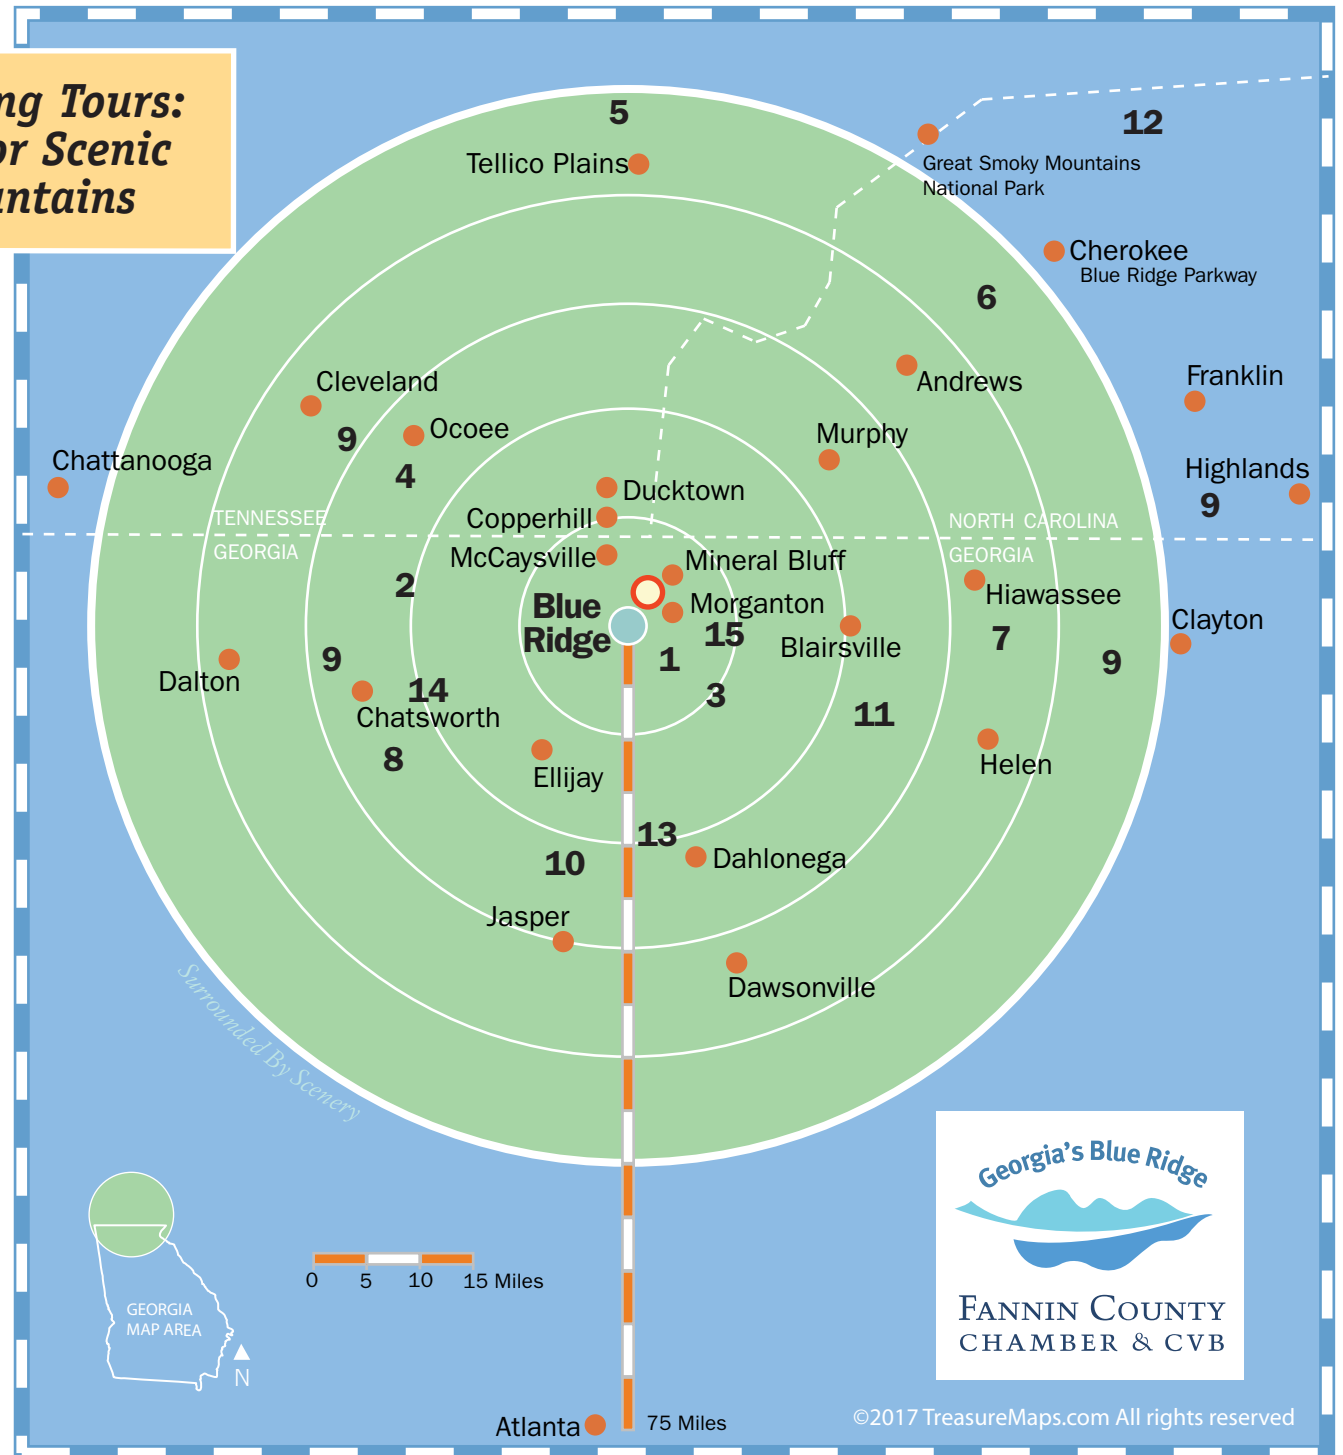 ng Tours:
or Scenic
untains
5
Tellico Plains
12
Great Smoky Mountains
National Park
Cherokee
Blue Ridge Parkway
6
Cleveland
9
Ocoee
4
Andrews
Franklin
Murphy
Chattanooga
Highlands
9
Ducktown
Copperhill
TENNESSEE
GEORGIA
NORTH CAROLINA
GEORGIA
McCaysville
Mineral Bluff
2
Blue
Ridge
Morganton
15
Hiawassee
Blairsville
7
Clayton
9
Dalton
9
14
Chatsworth
1
3
11
8
Ellijay
Helen
13
Dahlonega
10
Jasper
Dawsonville
Surrounded By Scenery
Georgia's Blue Ridge
FANNIN COUNTY
CHAMBER & CVB
0 5 10 15 Miles
GEORGIA
MAP AREA
N
Atlanta
75 Miles
©2017 TreasureMaps.com All rights reserved